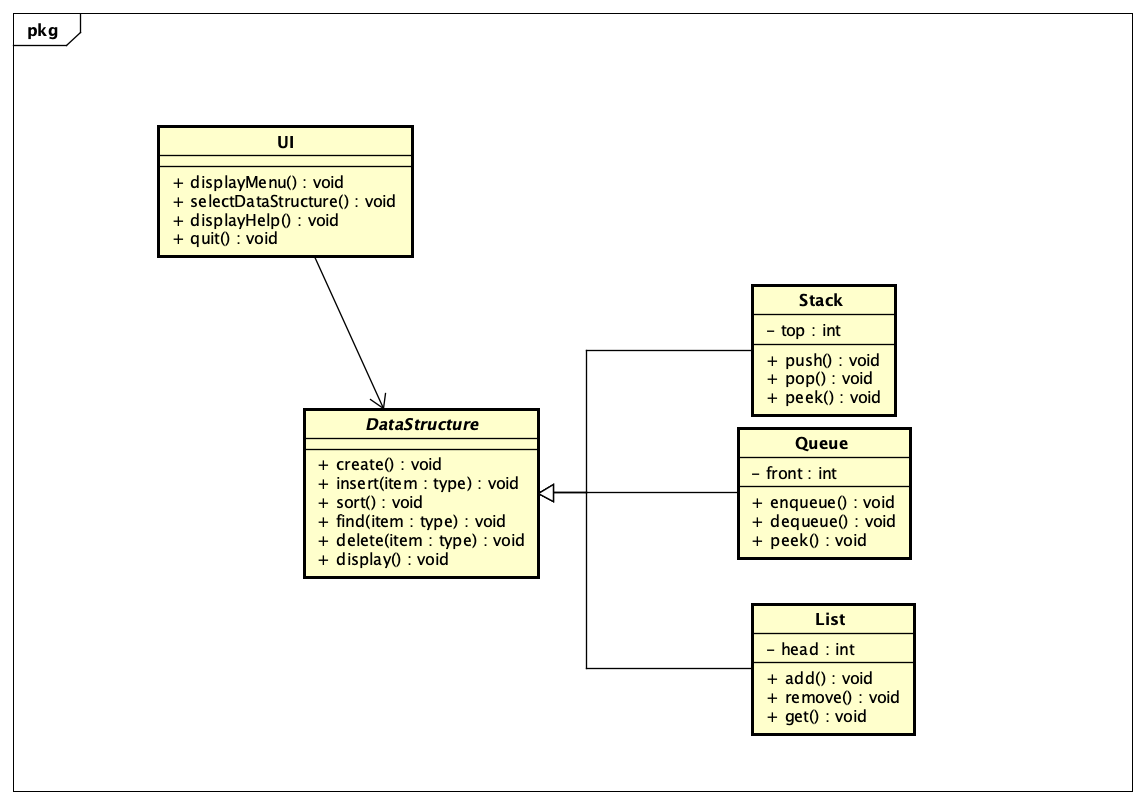 pkg
UI
+ displayMenu() : void
+ selectDataStructure() : void
+ displayHelp() : void
+ quit() : void
DataStructure
+ create() : void
+ insert(item : type) : void
+ sort() : void
+ find(item : type) : void
+ delete(item : type) : void
+ display() : void
Stack
- top : int
+ push() : void
+ pop() : void
+ peek() : void
Queue
- front : int
+ enqueue() : void
+ dequeue() : void
+ peek() : void
List
- head : int
+ add() : void
+ remove() : void
+ get() : void